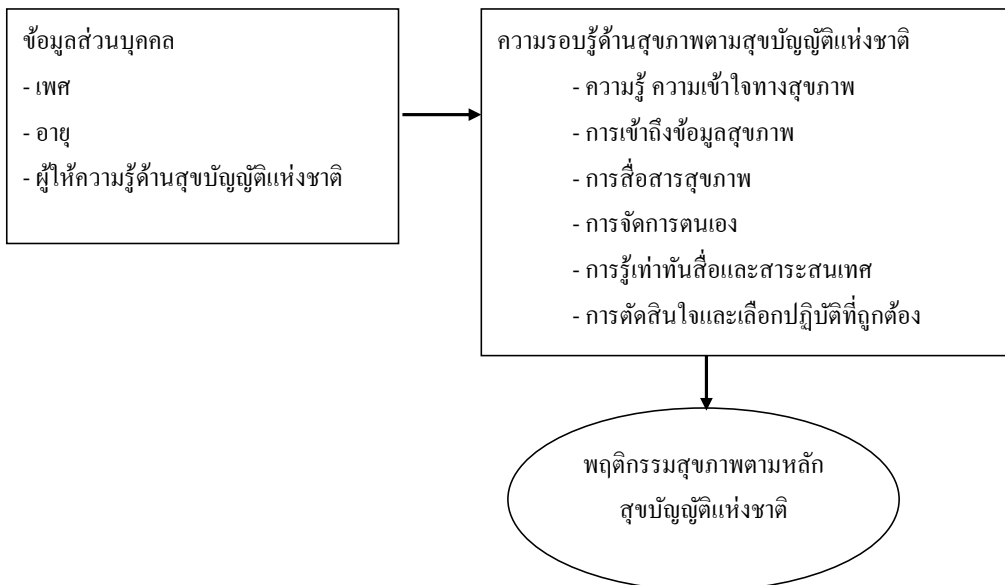 ข้อมูลส่วนบุคคล
- เพศ
- อายุ
- ผู้ให้ความรู้ด้านสุขบัญญัติแห่งชาติ
ความรอบรู้ด้านสุขภาพตามสุขบัญญัติแห่งชาติ
- ความรู้ ความเข้าใจทางสุขภาพ
- การเข้าถึงข้อมูลสุขภาพ
- การสื่อสารสุขภาพ
- การจัดการตนเอง
- การรู้เท่าทันสื่อและสาระสนเทศ
- การตัดสินใจและเลือกปฏิบัติที่ถูกต้อง
พฤติกรรมสุขภาพตามหลัก
สุขบัญญัติแห่งชาติ